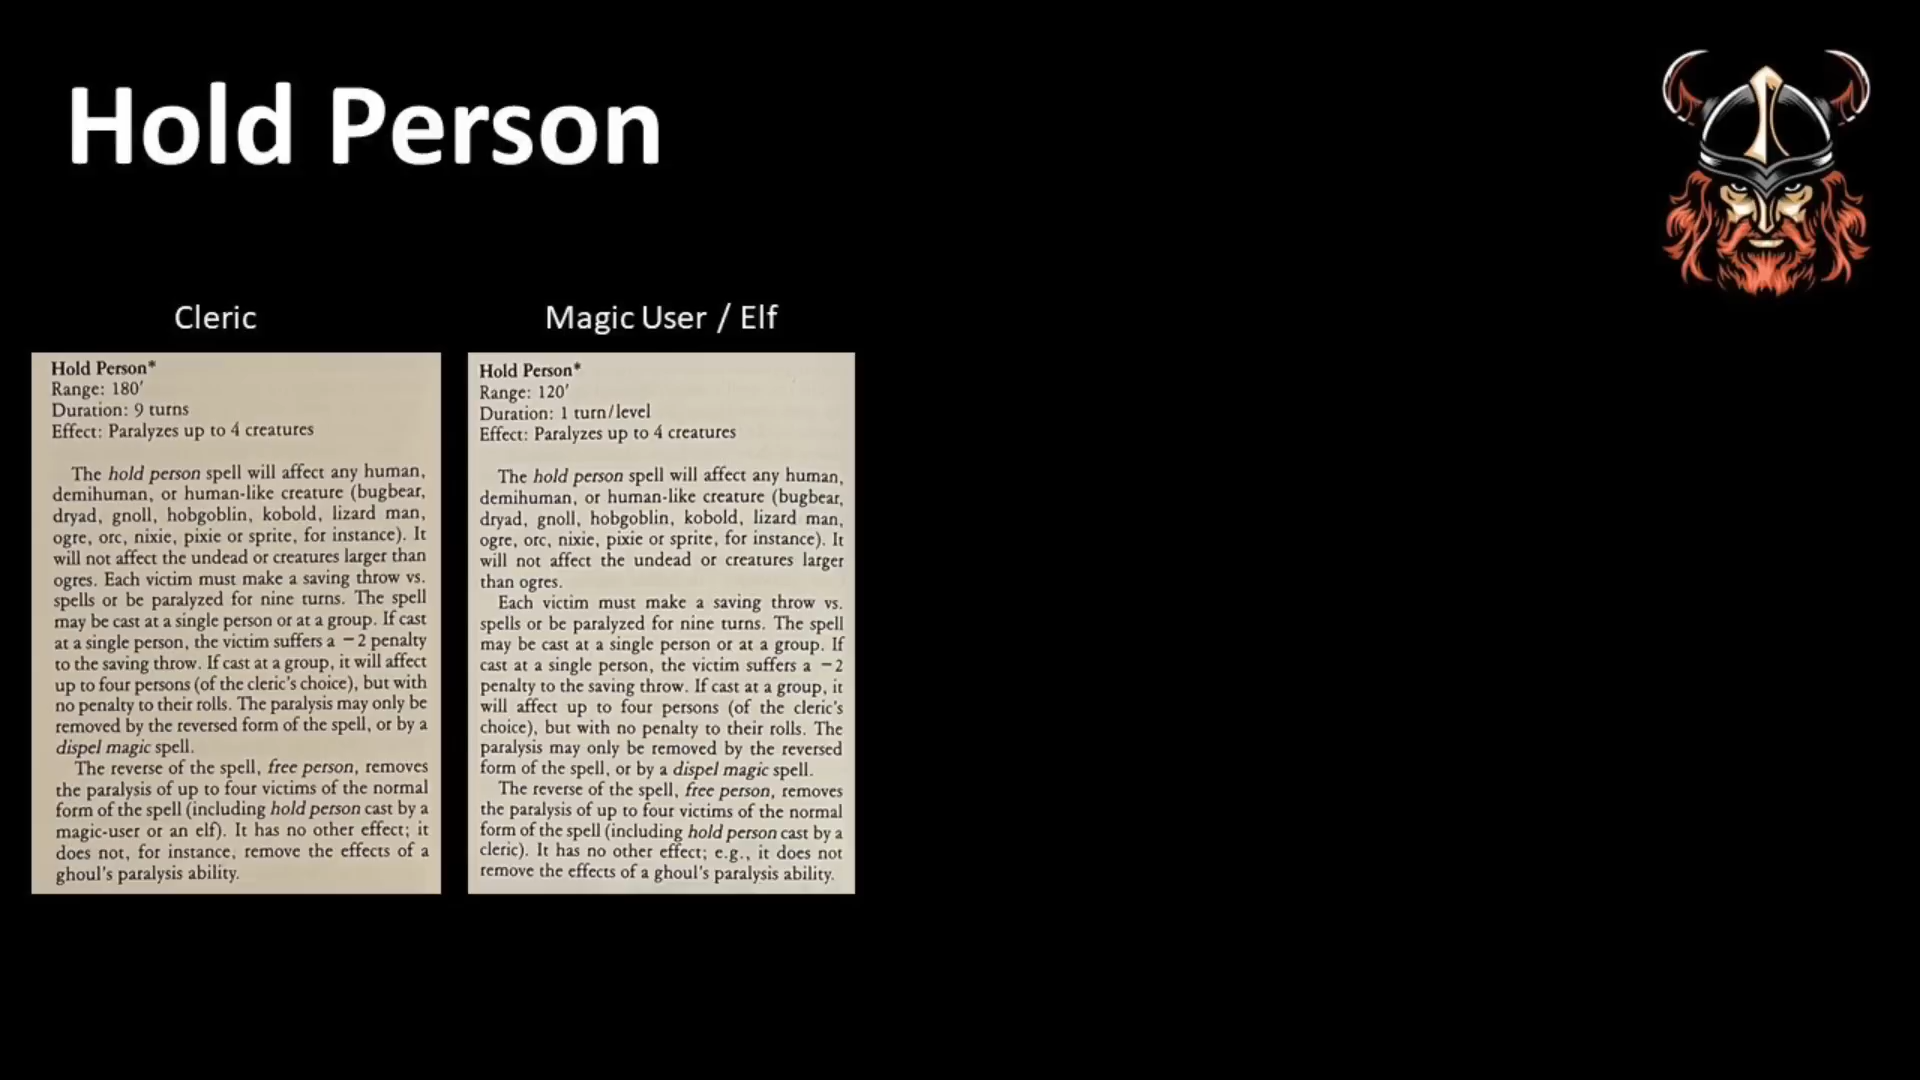 Hold Person
Cleric
Hold Person*
Range: 180′
Duration: 9 turns
Effect: Paralyzes up to 4 creatures
The hold person spell will affect any human,
demihuman, or human-like creature (bugbear,
dryad, gnoll, hobgoblin, kobold, lizard man,
ogre, orc, nixie, pixie or sprite, for instance). It
will not affect the undead or creatures larger than
ogres. Each victim must make a saving throw vs.
spells or be paralyzed for nine turns. The spell
may be cast at a single person or at a group. If cast
at a single person, the victim suffers a −2 penalty
to the saving throw. If cast at a group, it will affect
up to four persons (of the cleric's choice), but with
no penalty to their rolls. The paralysis may only be
removed by the reversed form of the spell, or by a
dispel magic spell.
The reverse of the spell, free person, removes
the paralysis of up to four victims of the normal
form of the spell (including hold person cast by a
magic-user or an elf). It has no other effect; it
does not, for instance, remove the effects of a
ghoul's paralysis ability.
Magic User / Elf
Hold Person*
Range: 120′
Duration: 1 turn/level
Effect: Paralyzes up to 4 creatures
The hold person spell will affect any human,
demihuman, or human-like creature (bugbear,
dryad, gnoll, hobgoblin, kobold, lizard man,
ogre, orc, nixie, pixie or sprite, for instance). It
will not affect the undead or creatures larger
than ogres.
Each victim must make a saving throw vs.
spells or be paralyzed for nine turns. The spell
may be cast at a single person or at a group. If
cast at a single person, the victim suffers a −2
penalty to the saving throw. If cast at a group, it
will affect up to four persons (of the cleric's
choice), but with no penalty to their rolls. The
paralysis may only be removed by the reversed
form of the spell, or by a dispel magic spell.
The reverse of the spell, free person, removes
the paralysis of up to four victims of the normal
form of the spell (including hold person cast by a
cleric). It has no other effect; e.g., it does not
remove the effects of a ghoul's paralysis ability.